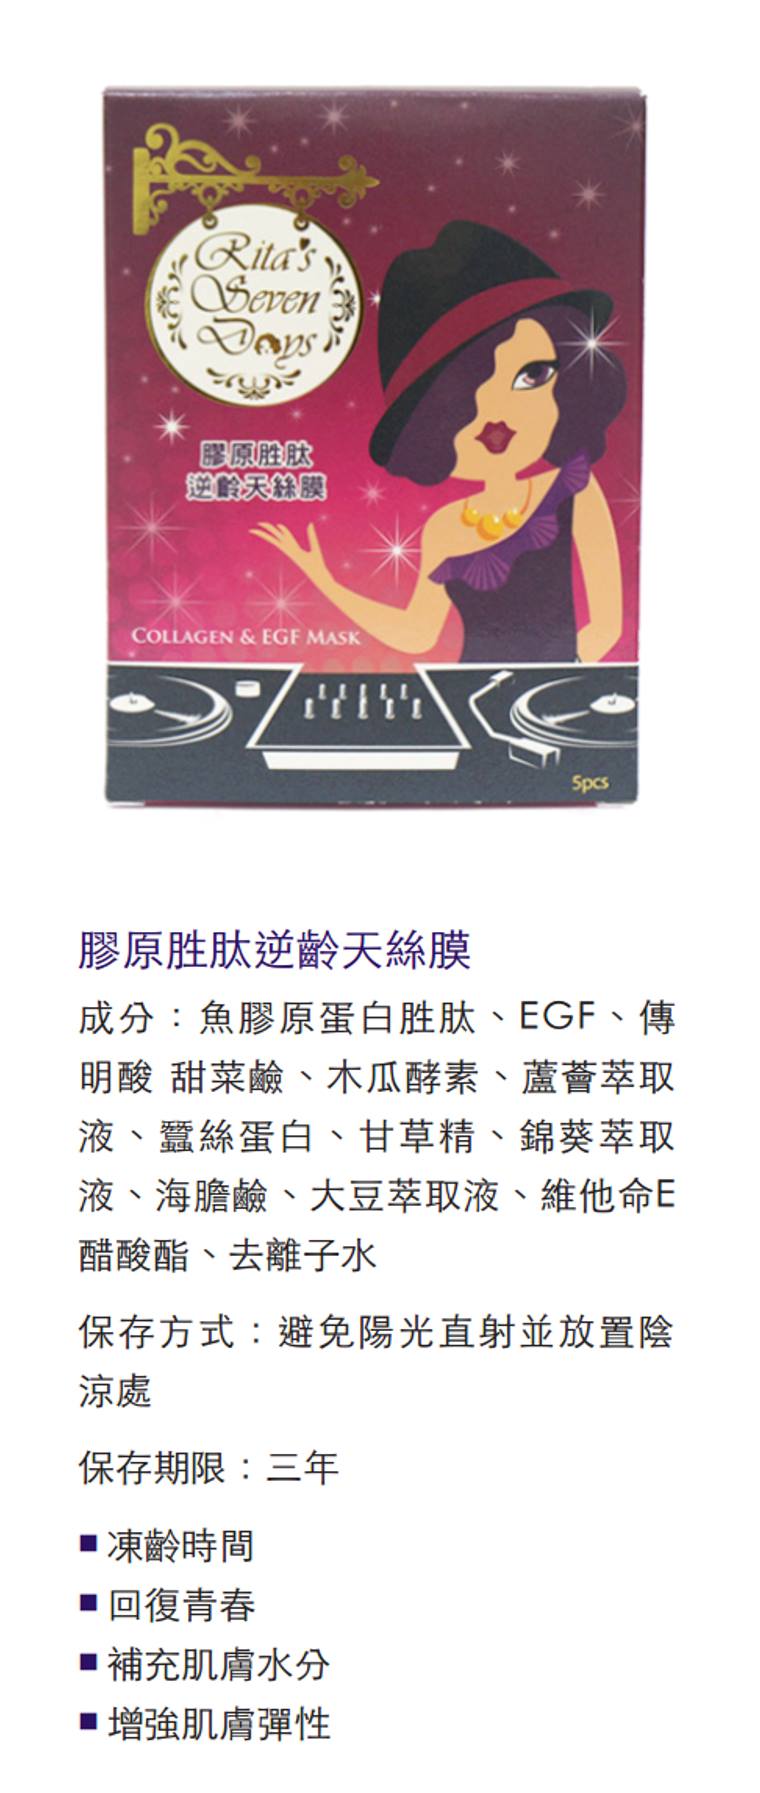 Rita's
Seven
Days
膠原胜肽
逆齡天絲膜
COLLAGEN & EGF MASK
5pcs
膠原胜肽逆齡天絲膜
成分：魚膠原蛋白胜肽、EGF、傳
明酸 甜菜鹼、木瓜酵素、蘆薈萃取
液、蠶絲蛋白、甘草精、錦葵萃取
液、海膽鹼、大豆萃取液、維他命E
醋酸酯、去離子水
保存方式：避免陽光直射並放置陰
涼處
保存期限：三年
■ 凍齡時間
■ 回復青春
■ 補充肌膚水分
■ 增強肌膚彈性